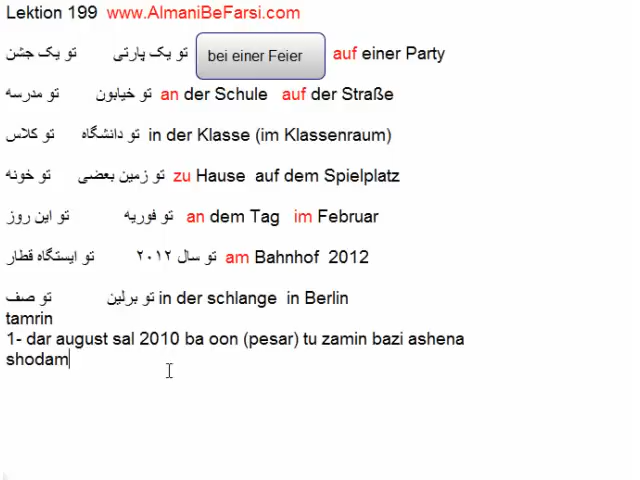 Lektion 199 www.AlmaniBeFarsi.com
تو یک جشن تو یک پارتی bei einer Feier auf einer Party
تو مدرسه تو خیابون an der Schule auf der Straße
تو کلاس تو دانشگاه in der Klasse (im Klassenraum)
تو خونه تو زمین بعضی zu Hause auf dem Spielplatz
تو این روز تو فوریه an dem Tag im Februar
تو ایستگاه قطار تو سال ۲۰۱۲ am Bahnhof 2012
تو صف تو برلین in der schlange in Berlin
tamrin
1- dar august sal 2010 ba oon (pesar) tu zamin bazi ashena
shodam